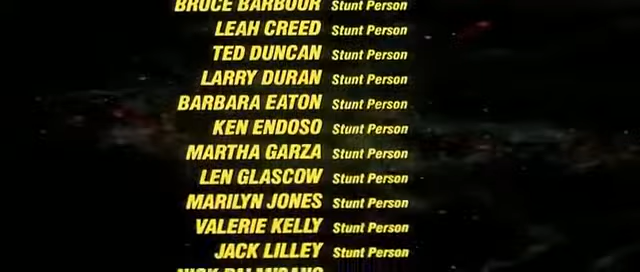 BRUCE BARBOUR Stunt Person
LEAH CREED Stunt Person
TED DUNCAN Stunt Person
LARRY DURAN Stunt Person
BARBARA EATON Stunt Person
KEN ENDOSO Stunt Person
MARTHA GARZA Stunt Person
LEN GLASCOW Stunt Person
MARILYN JONES Stunt Person
VALERIE KELLY Stunt Person
JACK LILLEY Stunt Person